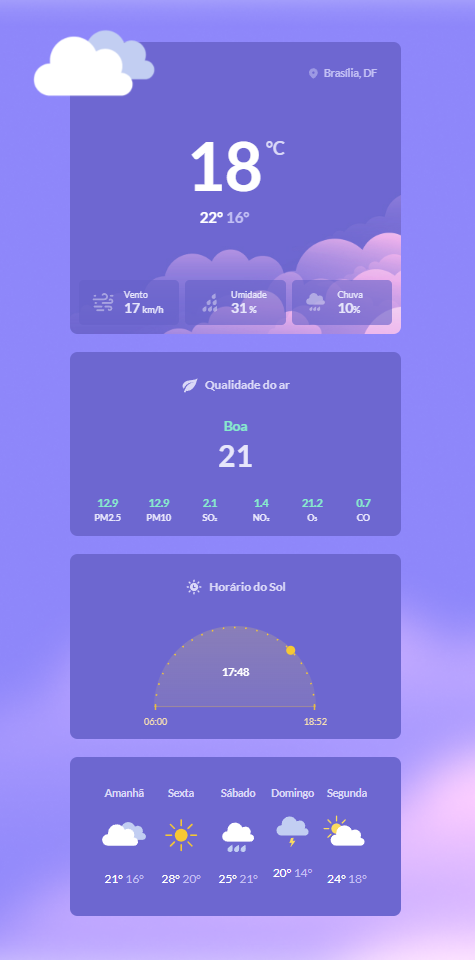 Brasília, DF
18 °C
22° 16°
Vento
17 km/h
Umidade
31 %
Chuva
10%
Qualidade do ar
Boa
21
12.9 12.9 2.1 1.4 21.2 0.7
PM2.5 PM10 SO₂ NO₂ O₃ CO
Horário do Sol
17:48
06:00 18:52
Amanhã Sexta Sábado Domingo Segunda
21° 16° 28° 20° 25° 21° 20° 14° 24° 18°